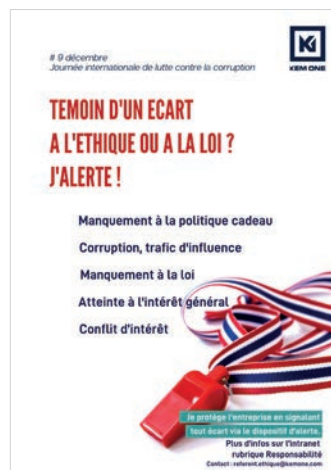 # 9 décembre
Journée internationale de lutte contre la corruption
KEM ONE
TEMOIN D'UN ECART
A L'ETHIQUE OU A LA LOI ?
J'ALERTE !
Manquement à la politique cadeau
Corruption, trafic d'influence
Manquement à la loi
Atteinte à l'intérêt général
Conflit d'intérêt
Je protège l'entreprise en signalant
tout écart via le dispositif d'alerte.
Plus d'infos sur l'intranet
rubrique Responsabilité
Contact : referent.ethique@kemone.com